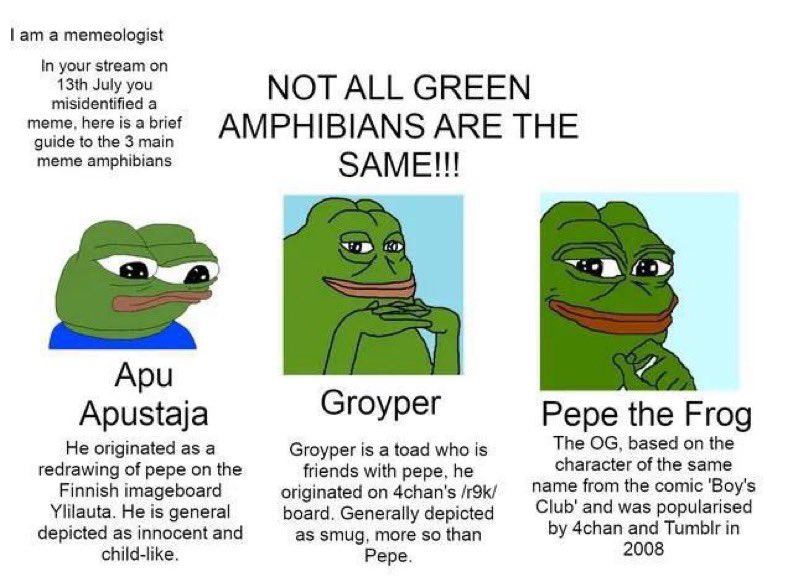 I am a memeologist
In your stream on
13th July you
misidentified a
meme, here is a brief
guide to the 3 main
meme amphibians
NOT ALL GREEN
AMPHIBIANS ARE THE
SAME!!!
Apu
Apustaja
He originated as a
redrawing of pepe on the
Finnish imageboard
Ylilauta. He is general
depicted as innocent and
child-like.
Groyper
Groyper is a toad who is
friends with pepe, he
originated on 4chan's /r9k/
board. Generally depicted
as smug, more so than
Pepe.
Pepe the Frog
The OG, based on the
character of the same
name from the comic 'Boy's
Club' and was popularised
by 4chan and Tumblr in
2008